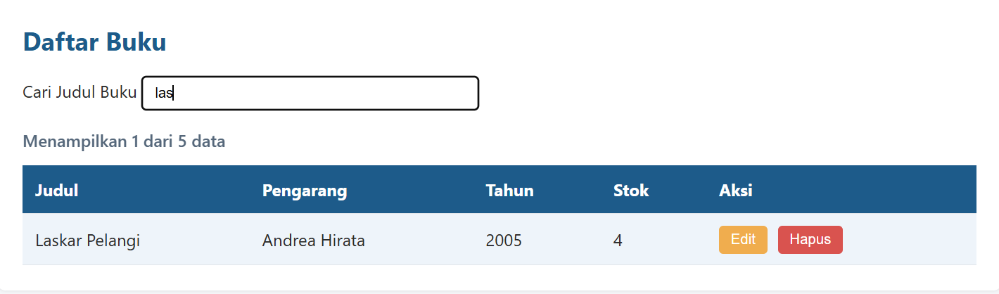 Daftar Buku
Cari Judul Buku las
Menampilkan 1 dari 5 data
Judul Pengarang Tahun Stok Aksi
Laskar Pelangi Andrea Hirata 2005 4 Edit Hapus